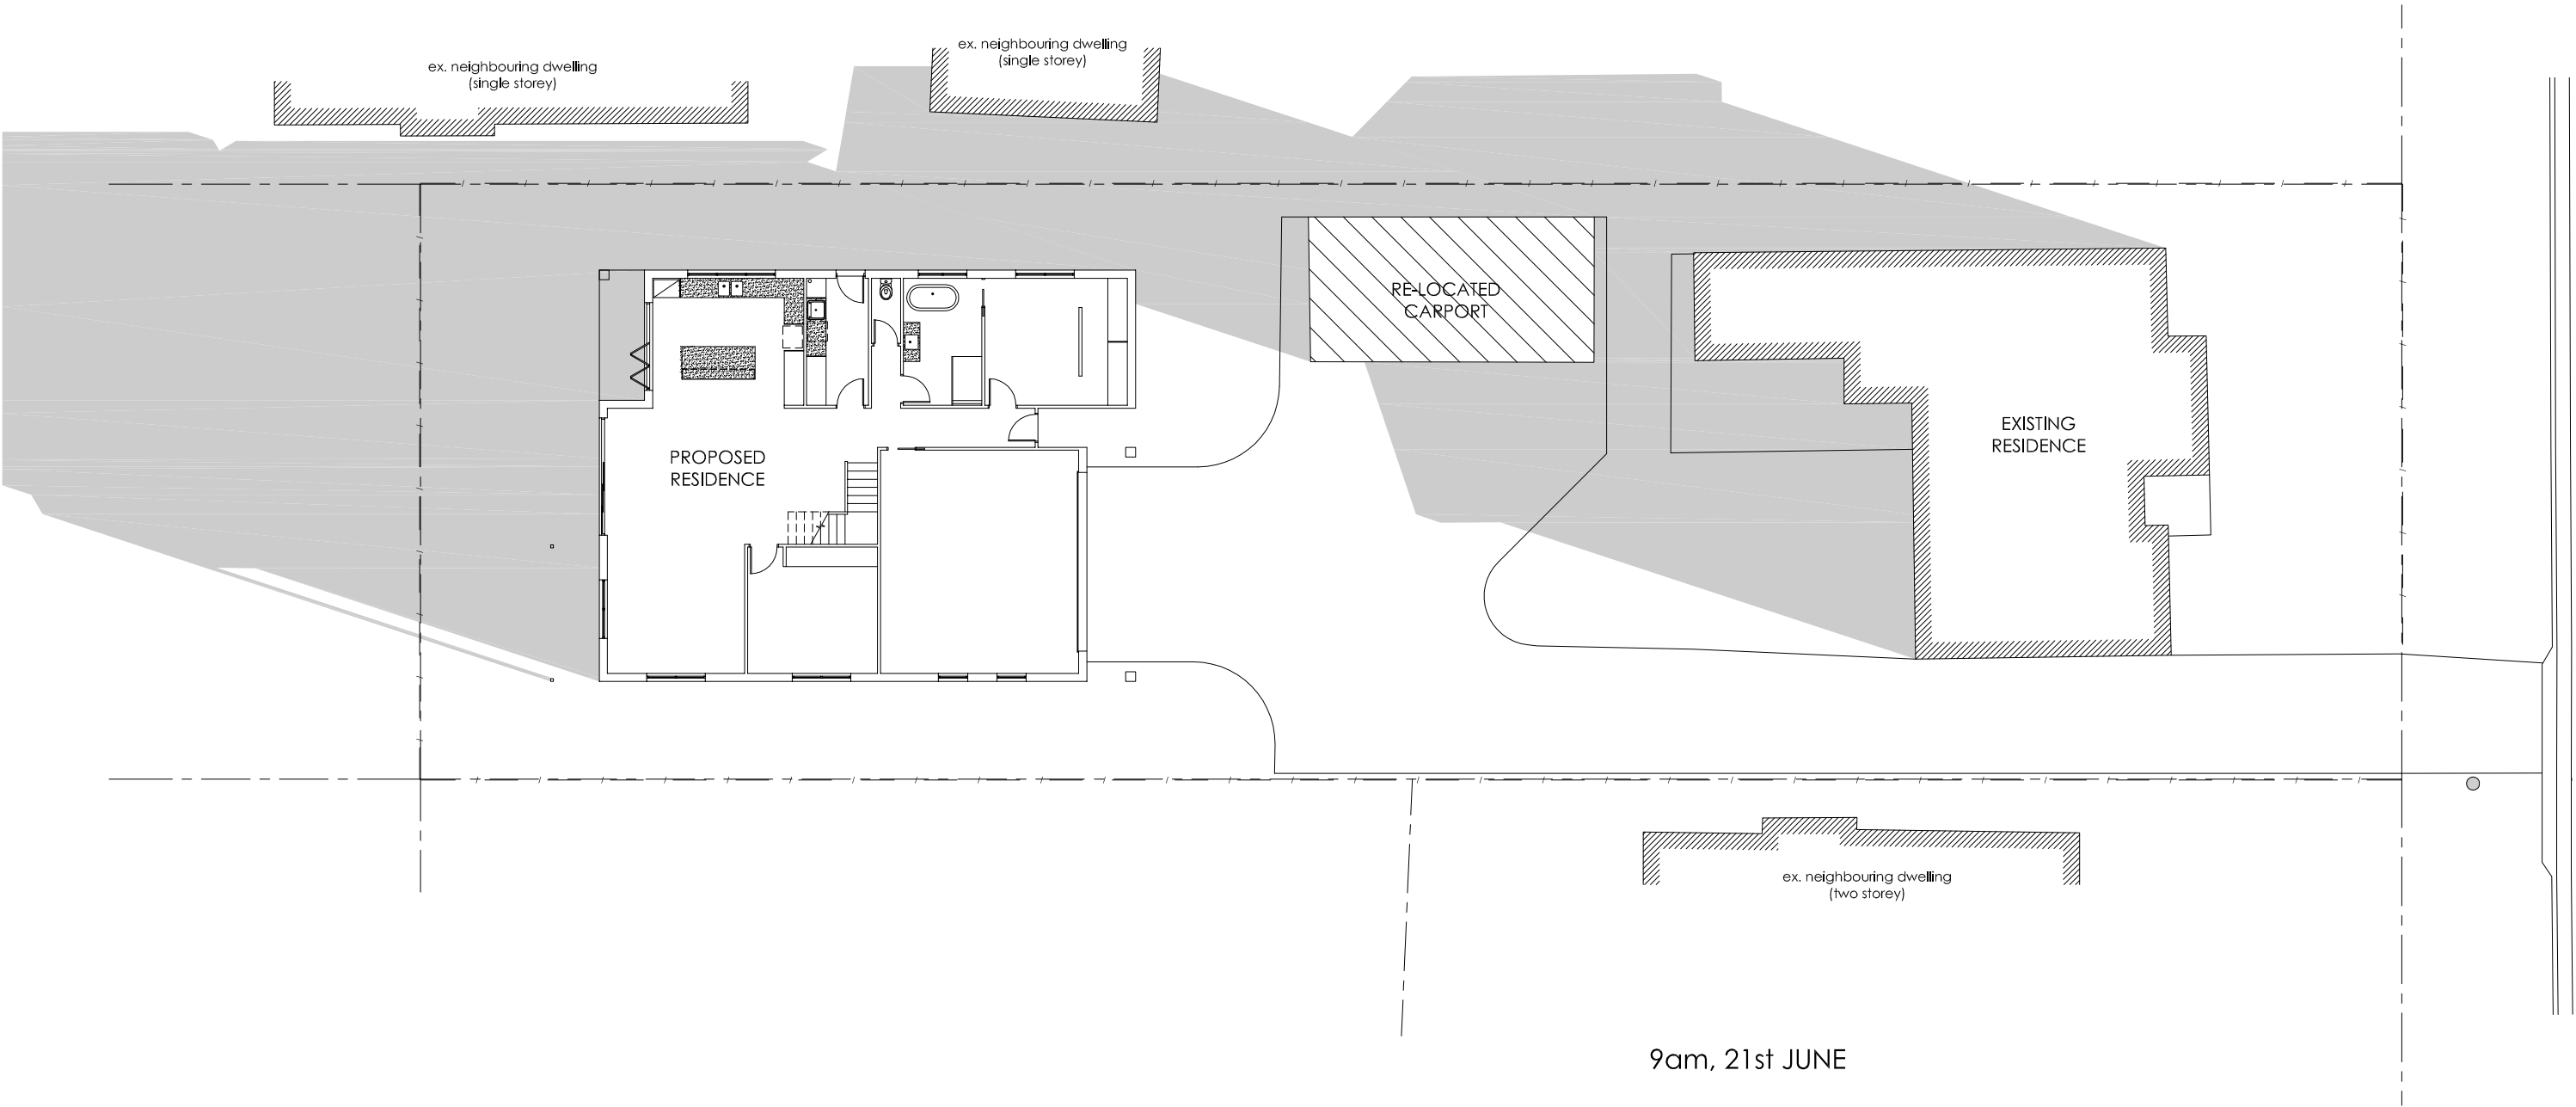 ex. neighbouring dwelling
(single storey)
ex. neighbouring dwelling
(single storey)
RE-LOCATED
CARPORT
EXISTING
RESIDENCE
PROPOSED
RESIDENCE
ex. neighbouring dwelling
(two storey)
9am, 21st JUNE